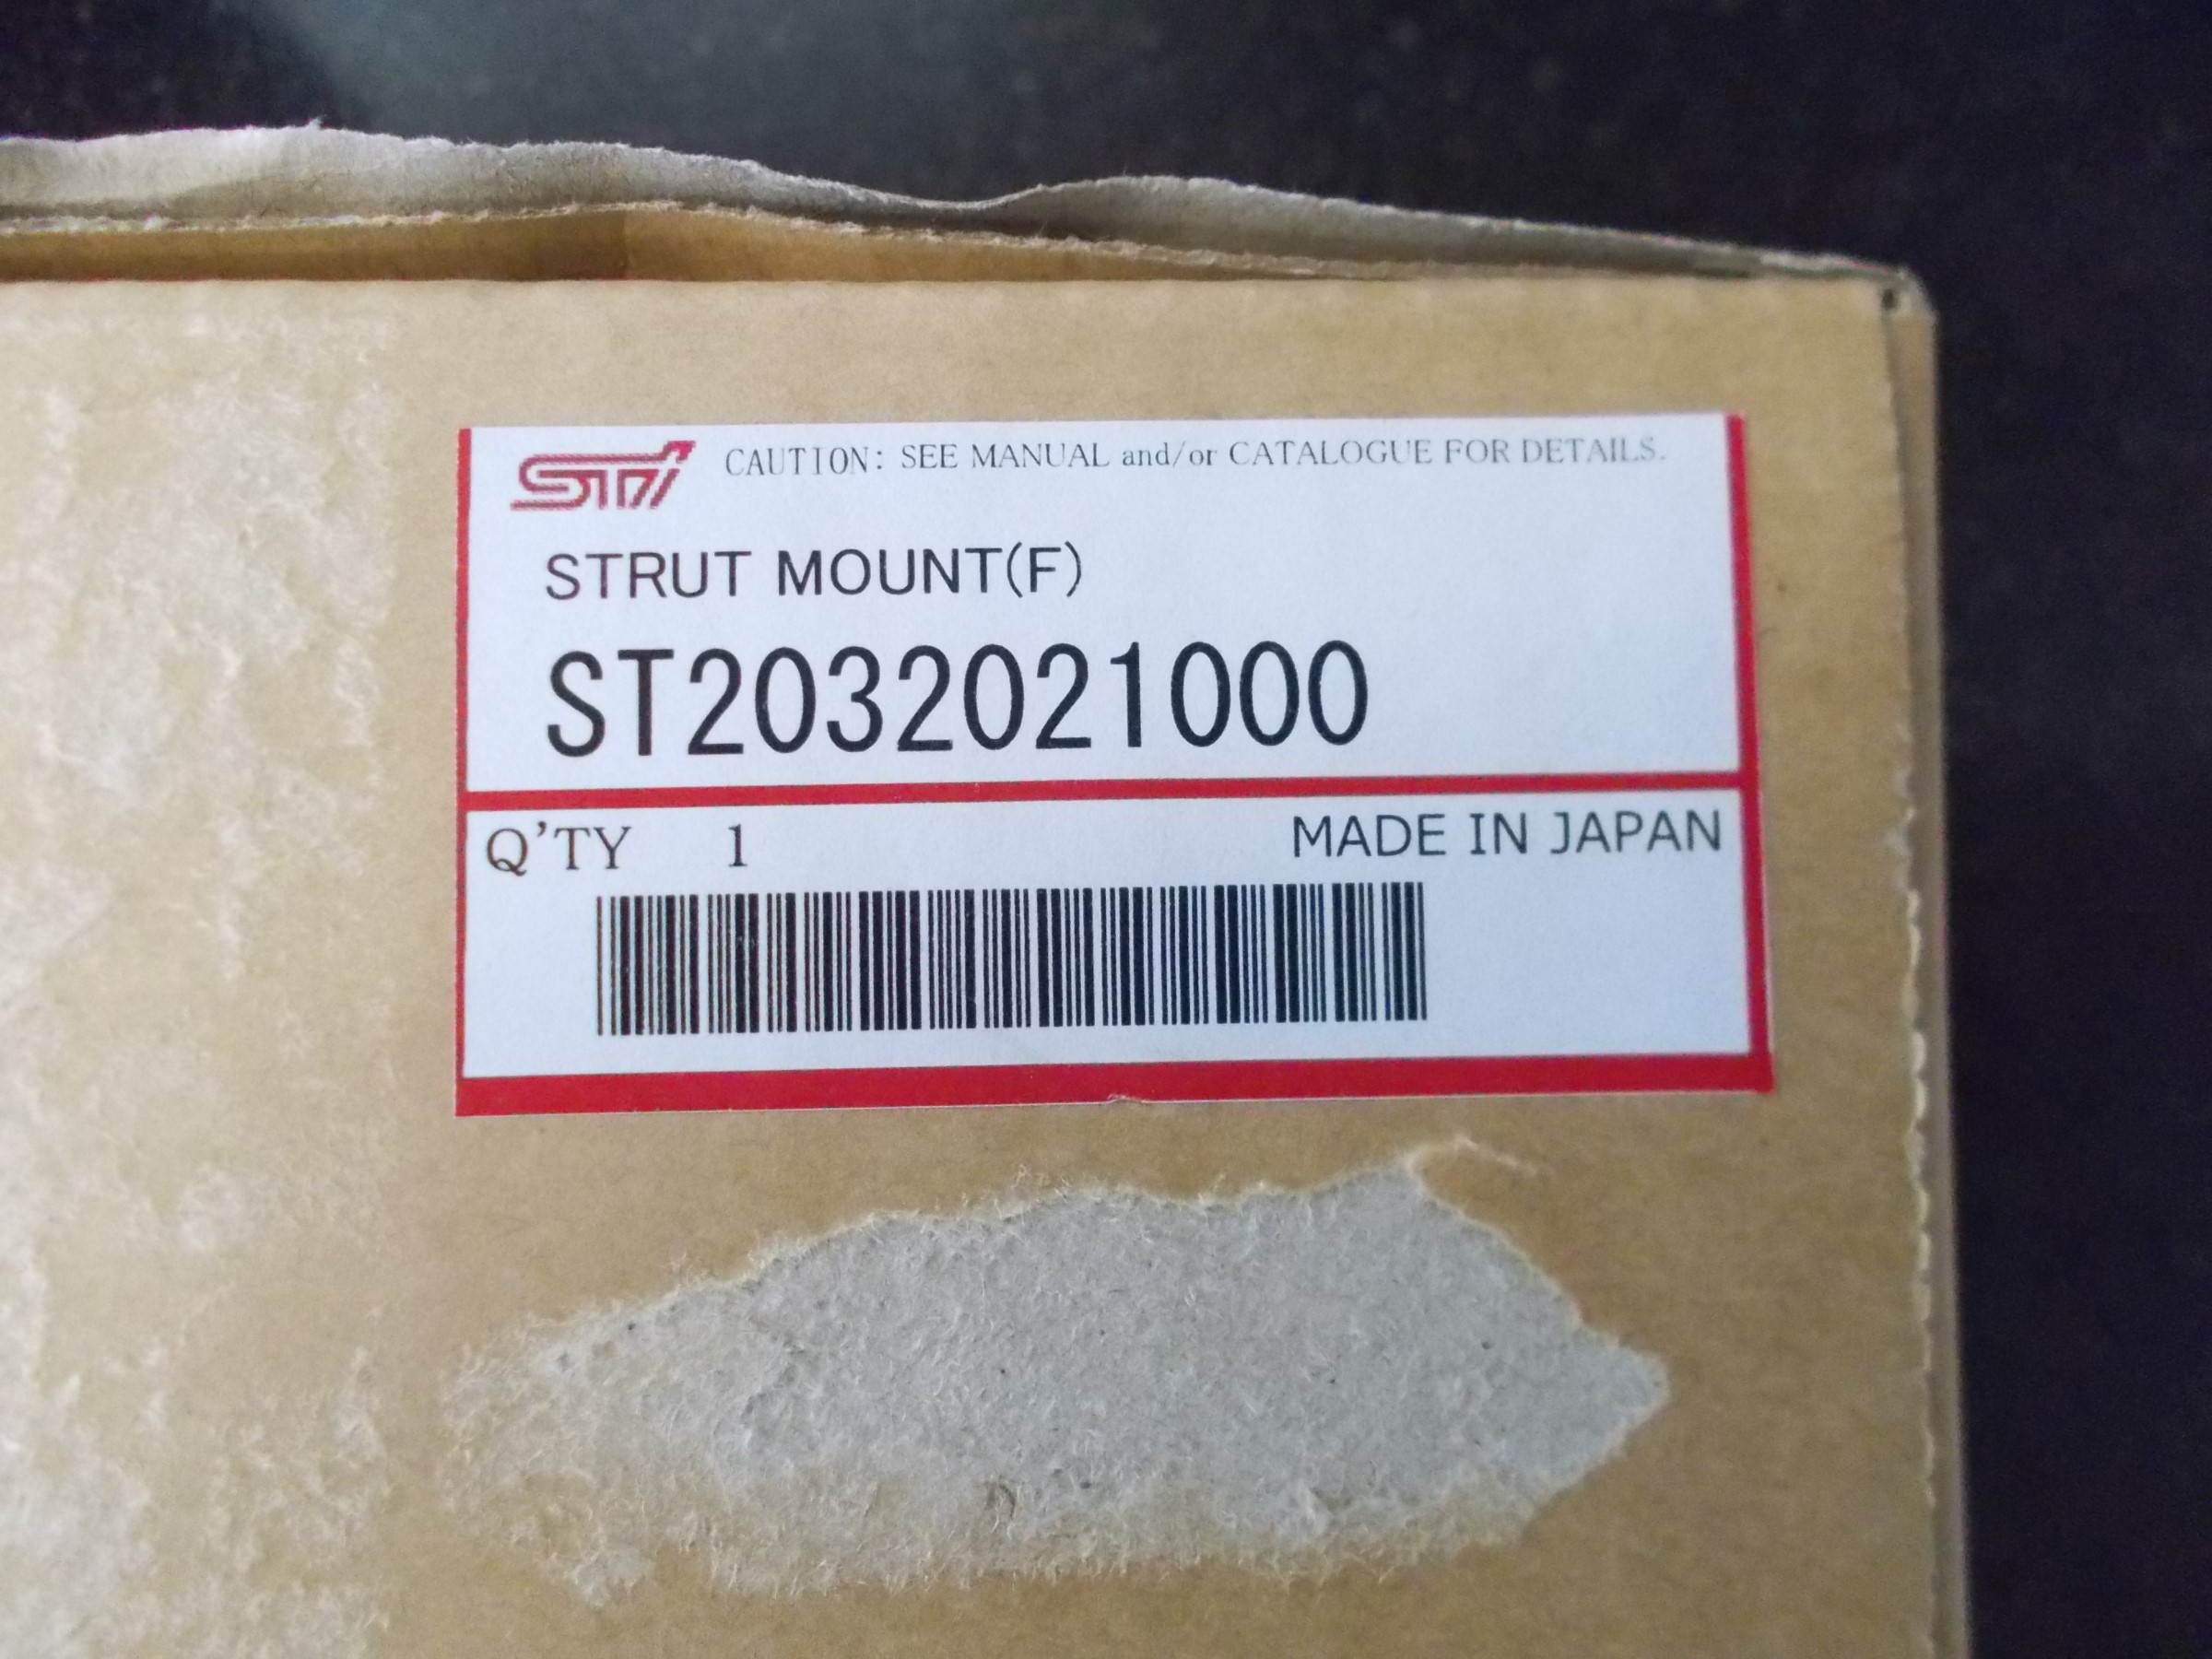 STi CAUTION: SEE MANUAL and/or CATALOGUE FOR DETAILS.
STRUT MOUNT(F)
ST2032021000
Q'TY 1 MADE IN JAPAN